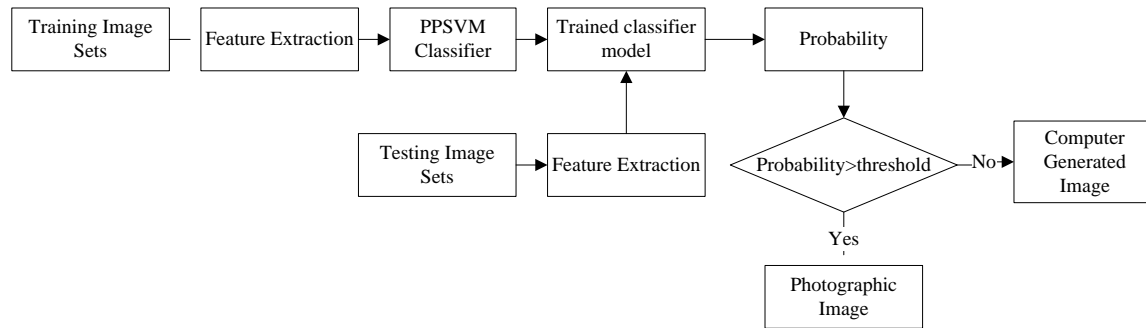 Training Image
Sets
Feature Extraction
PPSVM
Classifier
Trained classifier
model
Probability
Testing Image
Sets
Feature Extraction
Probability>threshold
No
Computer
Generated
Image
Yes
Photographic
Image